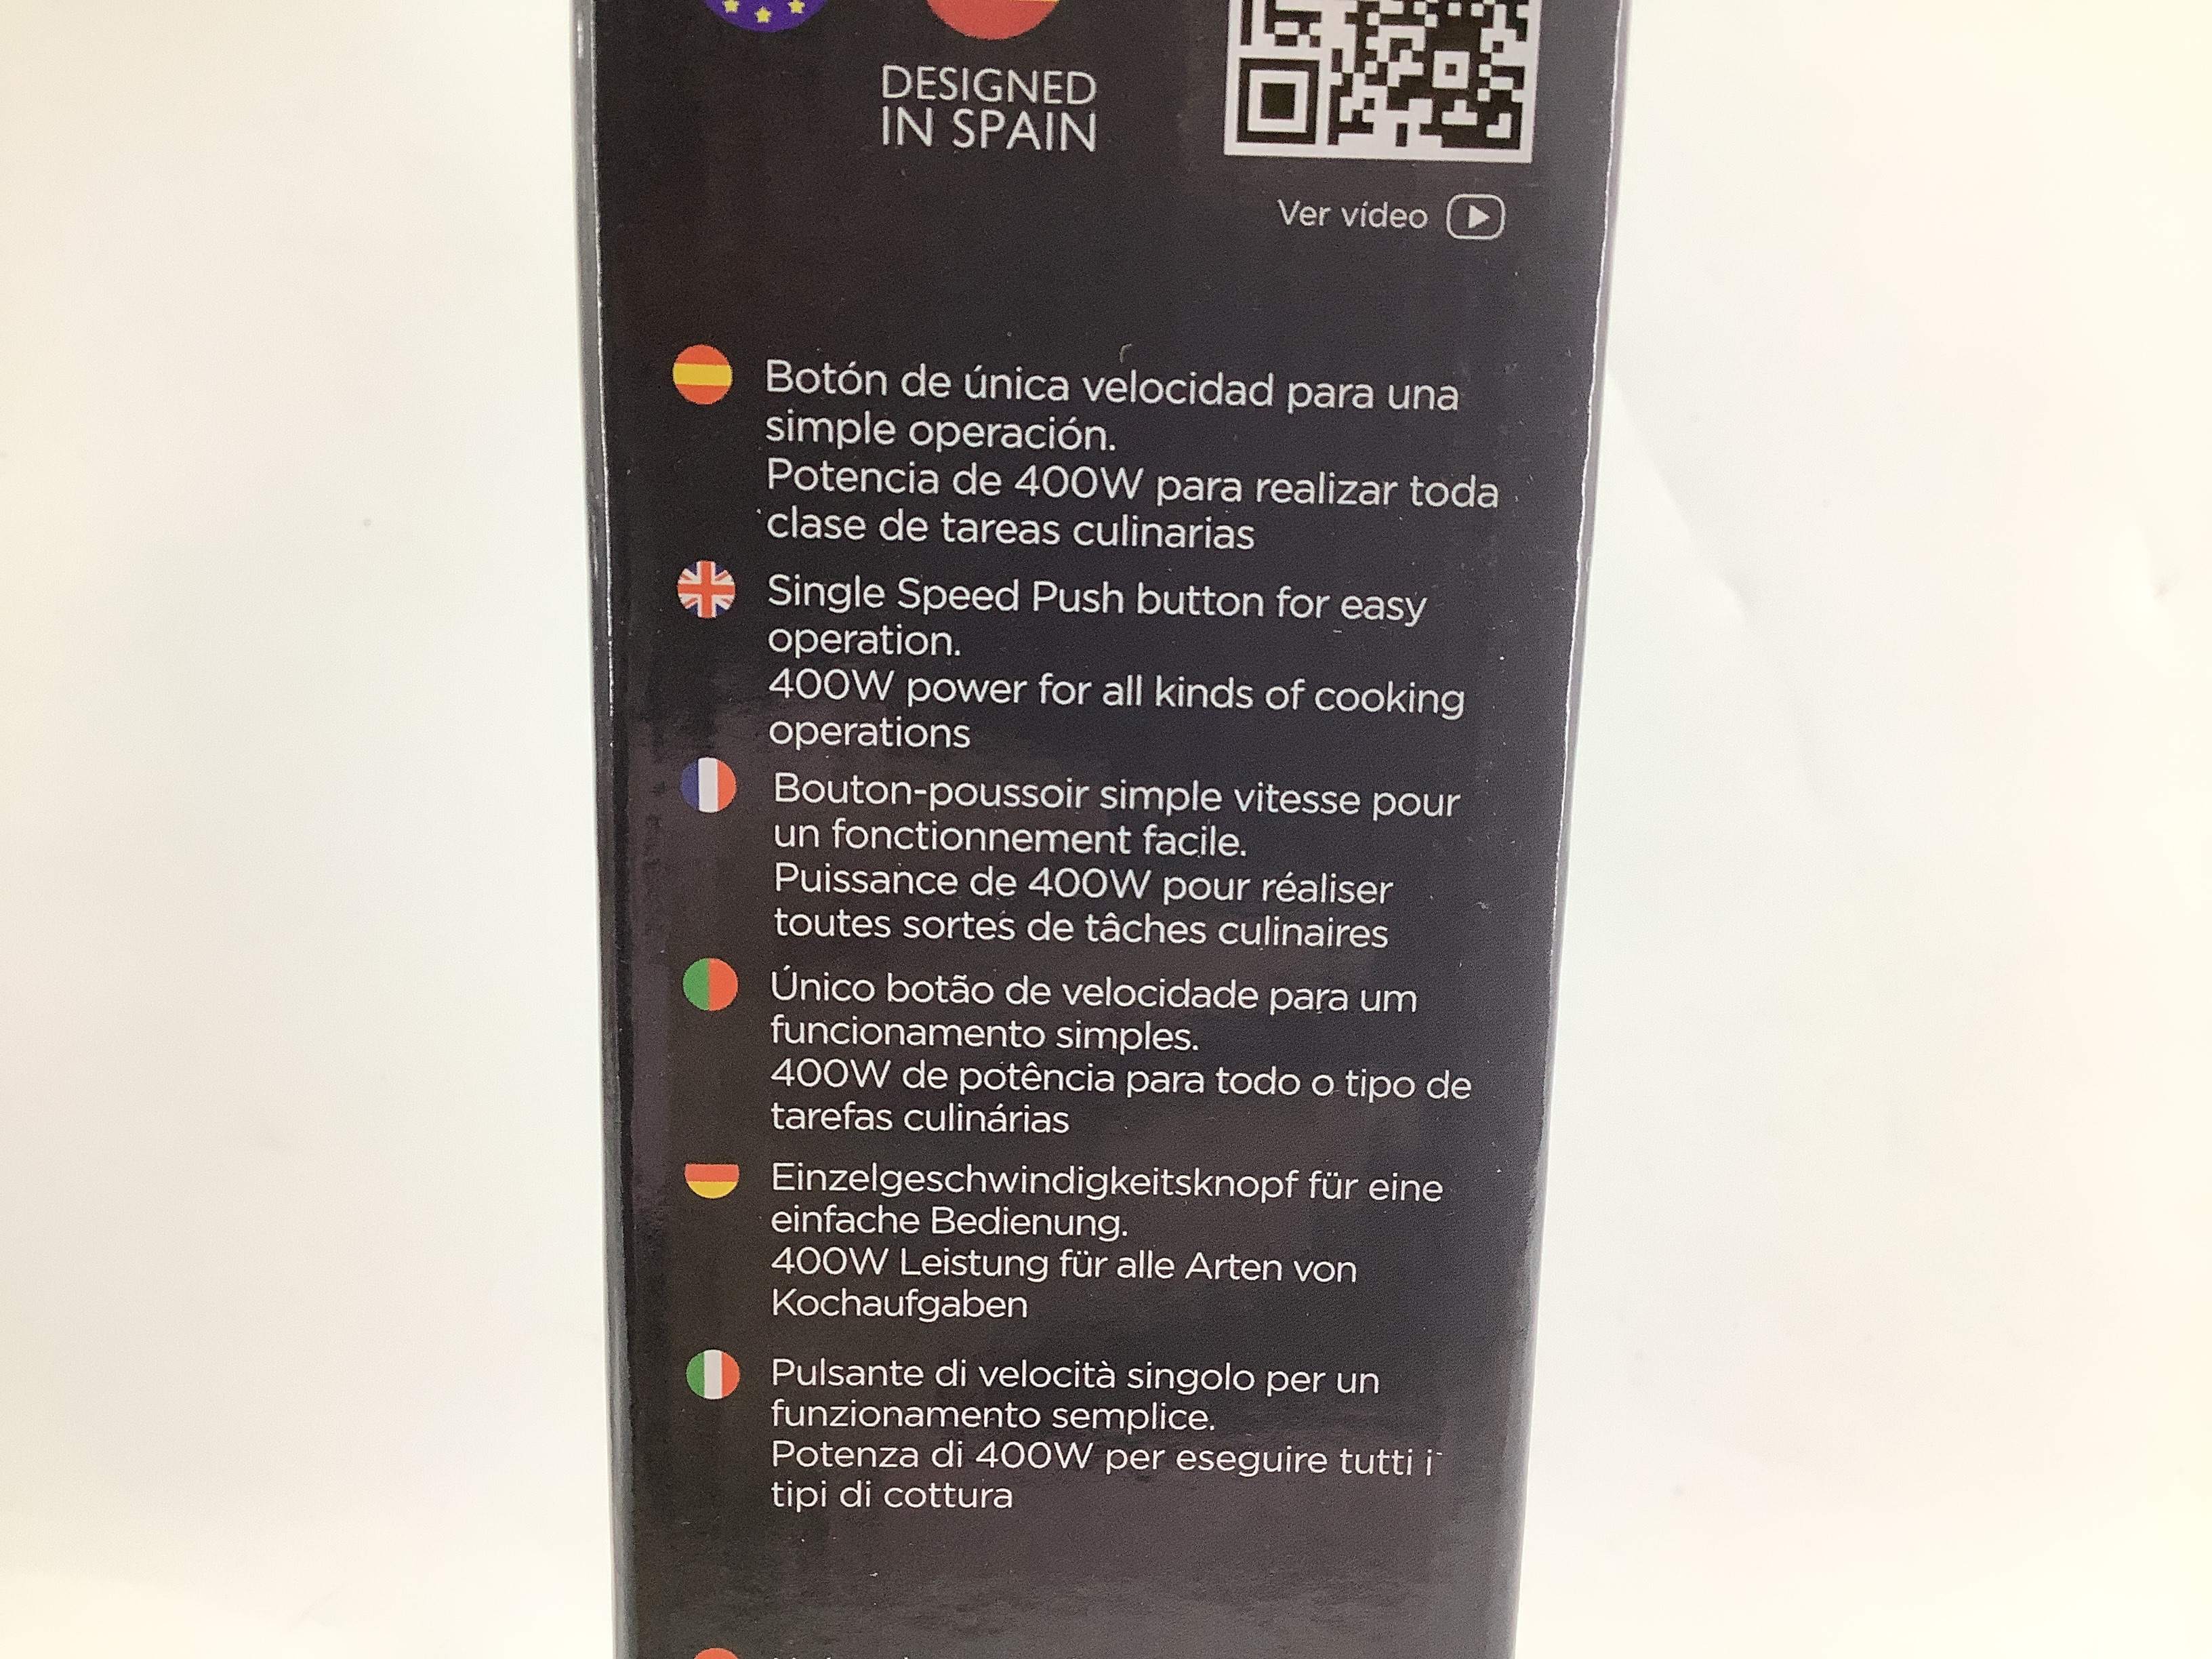 DESIGNED
IN SPAIN
Ver vídeo
Botón de única velocidad para una
simple operación.
Potencia de 400W para realizar toda
clase de tareas culinarias
Single Speed Push button for easy
operation.
400W power for all kinds of cooking
operations
Bouton-poussoir simple vitesse pour
un fonctionnement facile.
Puissance de 400W pour réaliser
toutes sortes de tâches culinaires
Único botão de velocidade para um
funcionamento simples.
400W de potência para todo o tipo de
tarefas culinárias
Einzelgeschwindigkeitsknopf für eine
einfache Bedienung.
400W Leistung für alle Arten von
Kochaufgaben
Pulsante di velocità singolo per un
funzionamento semplice.
Potenza di 400W per eseguire tutti i
tipi di cottura